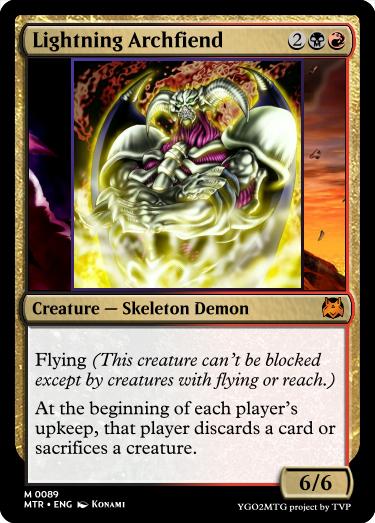 Lightning Archfiend 2
Creature — Skeleton Demon
Flying (This creature can't be blocked
except by creatures with flying or reach.)
At the beginning of each player's
upkeep, that player discards a card or
sacrifices a creature.
6/6
M 0089
MTR • ENG Konami
YGO2MTG project by TVP